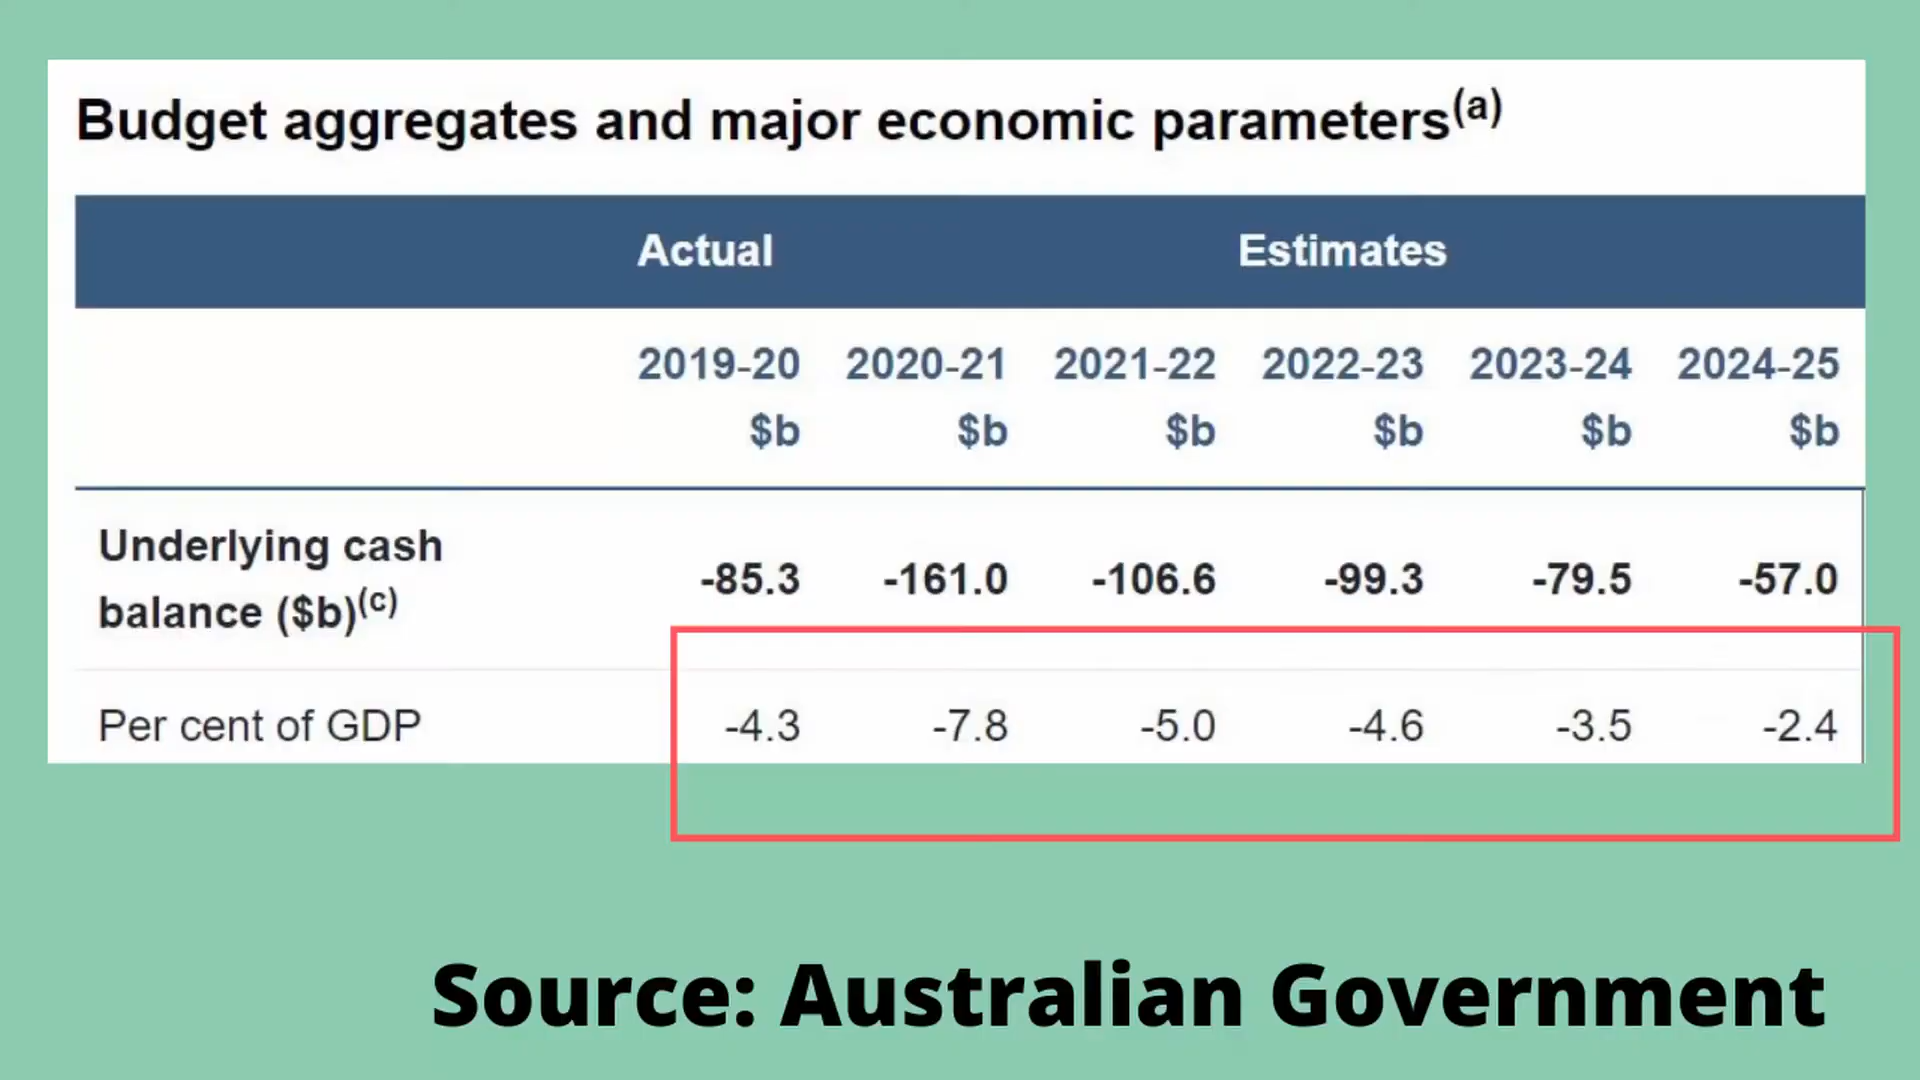 Budget aggregates and major economic parameters(a)
Actual Estimates
2019-20 2020-21 2021-22 2022-23 2023-24 2024-25
$b $b $b $b $b $b
Underlying cash
balance ($b)(c) -85.3 -161.0 -106.6 -99.3 -79.5 -57.0
Per cent of GDP -4.3 -7.8 -5.0 -4.6 -3.5 -2.4
Source: Australian Government